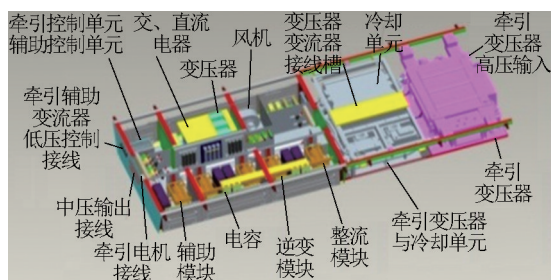 牵引控制单元
辅助控制单元
交、直流
电器
变压器
风机
变压器
变流器
接线槽
冷却
单元
牵引
变压器
高压输入
牵引辅助
变流器
低压控制
接线
中压输出
接线
牵引电机
接线
辅助
模块
电容
逆变
模块
整流
模块
牵引变压器
与冷却单元
牵引
变压器